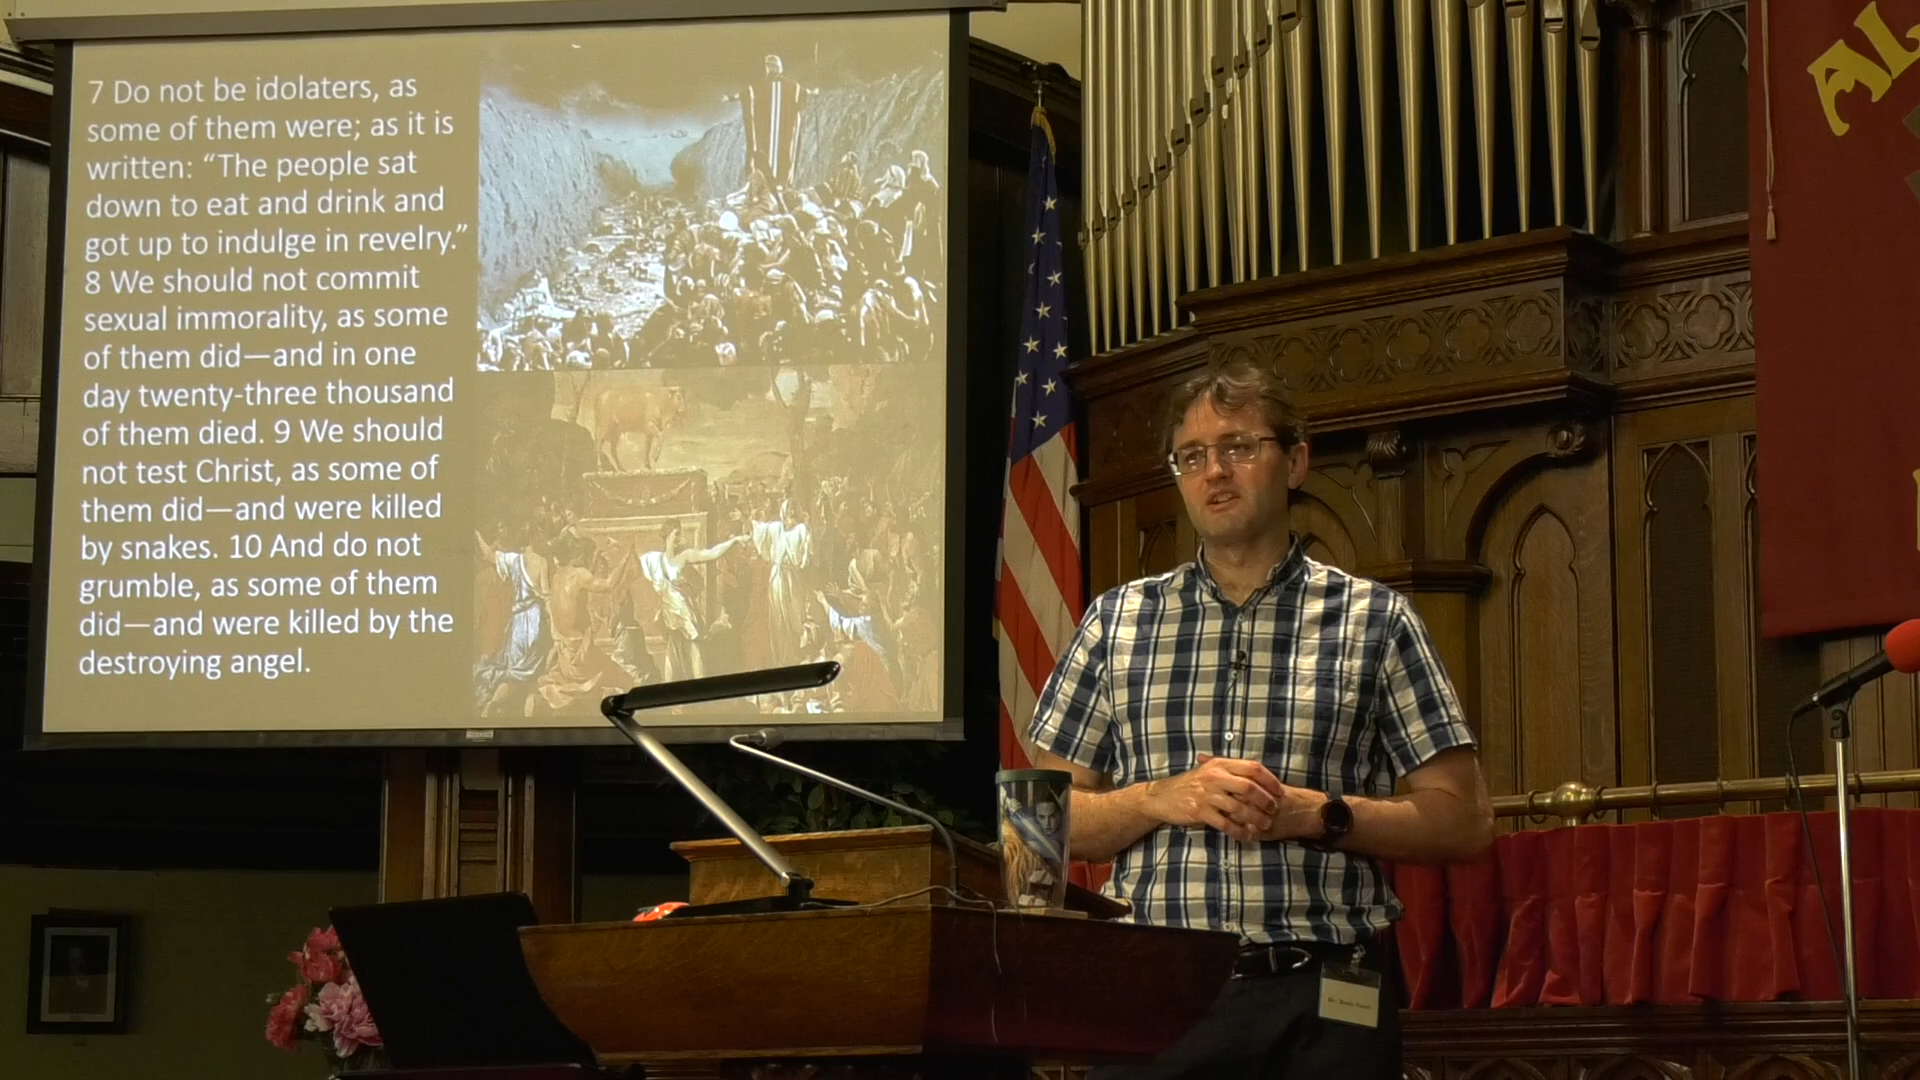 7 Do not be idolaters, as
some of them were; as it is
written: “The people sat
down to eat and drink and
got up to indulge in revelry.”
8 We should not commit
sexual immorality, as some
of them did—and in one
day twenty-three thousand
of them died. 9 We should
not test Christ, as some of
them did—and were killed
by snakes. 10 And do not
grumble, as some of them
did—and were killed by the
destroying angel.
AL